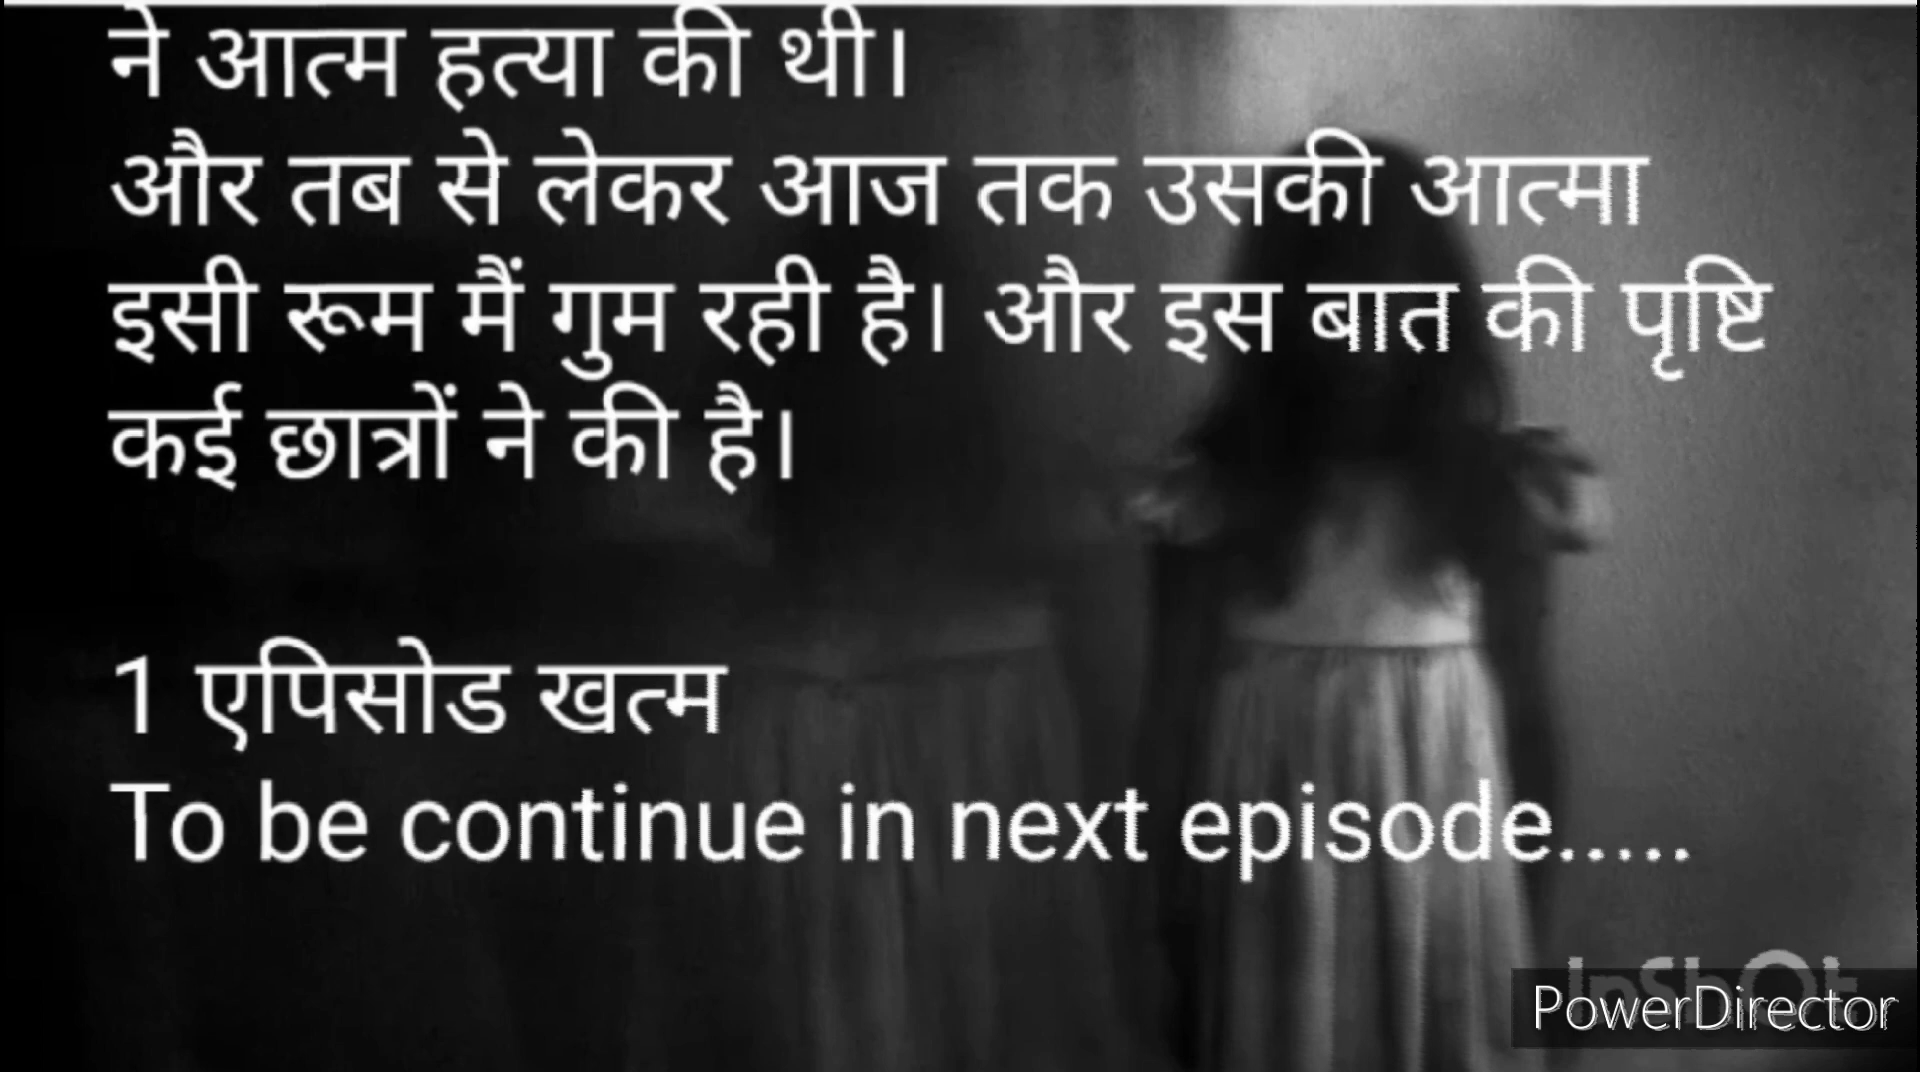 ने आत्म हत्या की थी।
और तब से लेकर आज तक उसकी आत्मा
इसी रूम मैं गुम रही है। और इस बात की पृष्टि
कई छात्रों ने की है।
1 एपिसोड खत्म
To be continue in next episode.....
InShOt
PowerDirector